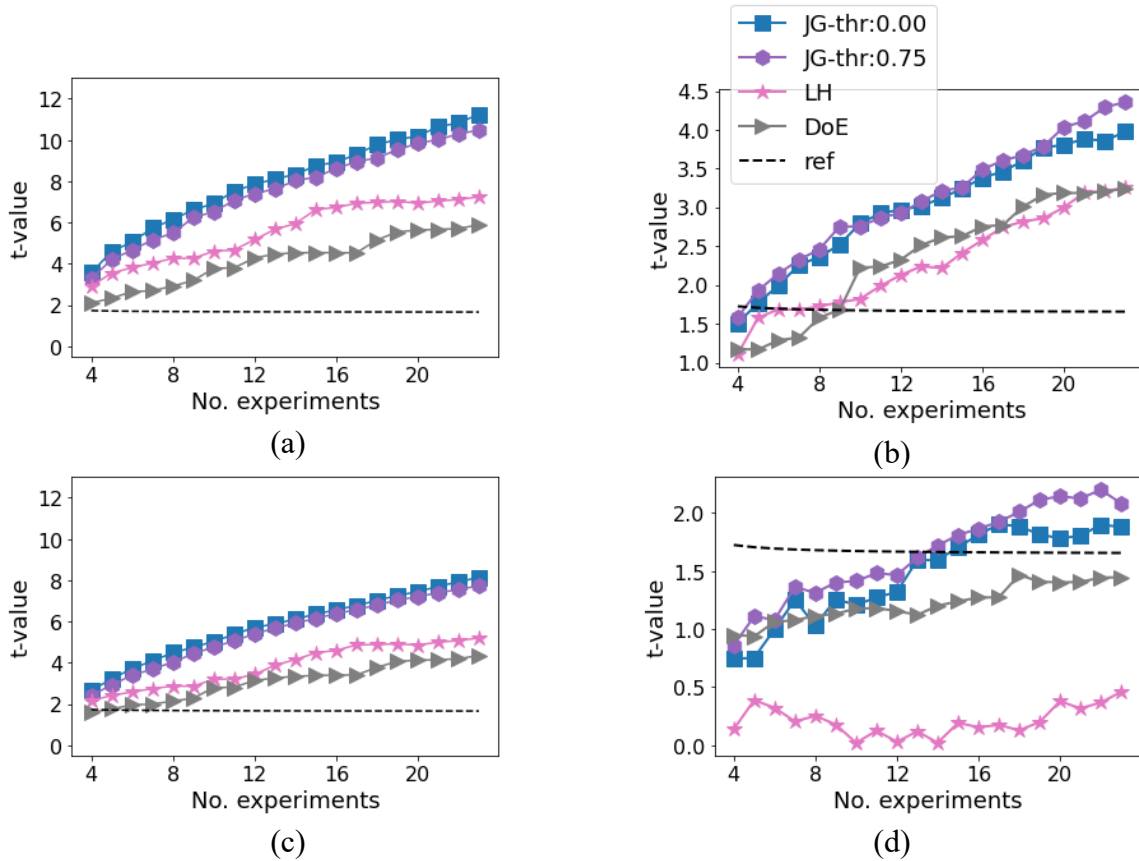 JG-thr:0.00
JG-thr:0.75
LH
DoE
ref
12
10
8
6
4
2
0
t-value
4 8 12 16 20
No. experiments
(a)
4.5
4.0
3.5
3.0
2.5
2.0
1.5
1.0
t-value
4 8 12 16 20
No. experiments
(b)
12
10
8
6
4
2
0
t-value
4 8 12 16 20
No. experiments
(c)
2.0
1.5
1.0
0.5
0.0
t-value
4 8 12 16 20
No. experiments
(d)